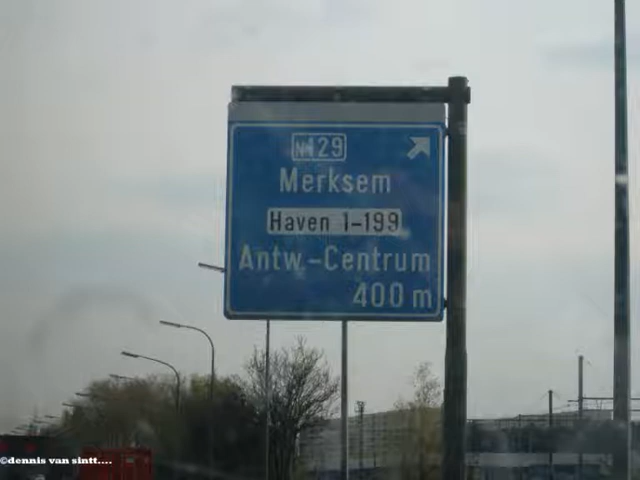 N129
Merksem
Haven 1-199
Antw.-Centrum
400 m
©dennis van sintt....